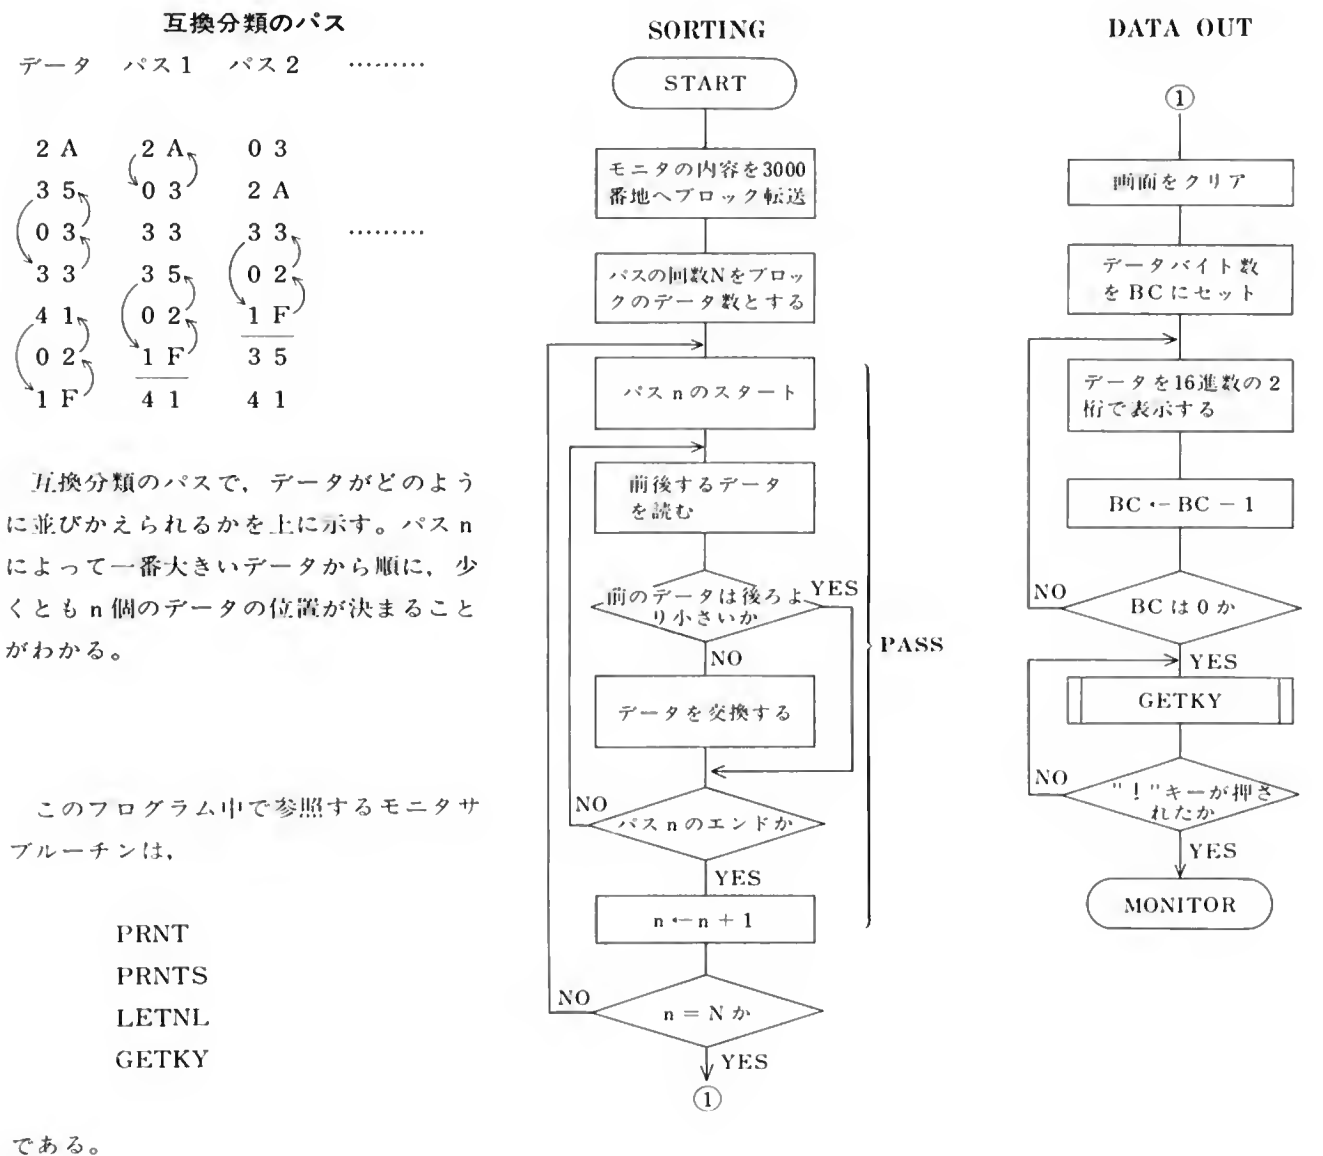 互換分類のパス
データ パス1 パス2 ………
2A 2A 03
35 03 2A
03 33 33 ………
33 35 02
41 02 1F
02 1F 35
1F 41 41
互換分類のパスで，データがどのよう
に並びかえられるかを上に示す。パスn
によって一番大きいデータから順に，少
くともn個のデータの位置が決まること
がわかる。
このプログラム中で参照するモニタサ
ブルーチンは，
PRNT
PRNTS
LETNL
GETKY
である。
SORTING
START
モニタの内容を3000
番地へブロック転送
パスの回数Nをブロッ
クのデータ数とする
パスnのスタート
前後するデータ
を読む
前のデータは後ろよ
り小さいか
YES
NO
データを交換する
PASS
NO
パスnのエンドか
YES
n←n+1
NO
n=Nか
YES
①
DATA OUT
①
画面をクリア
データバイト数
をBCにセット
データを16進数の2
桁で表示する
BC←BC−1
NO
BCは0か
YES
GETKY
NO
"！"キーが押さ
れたか
YES
MONITOR